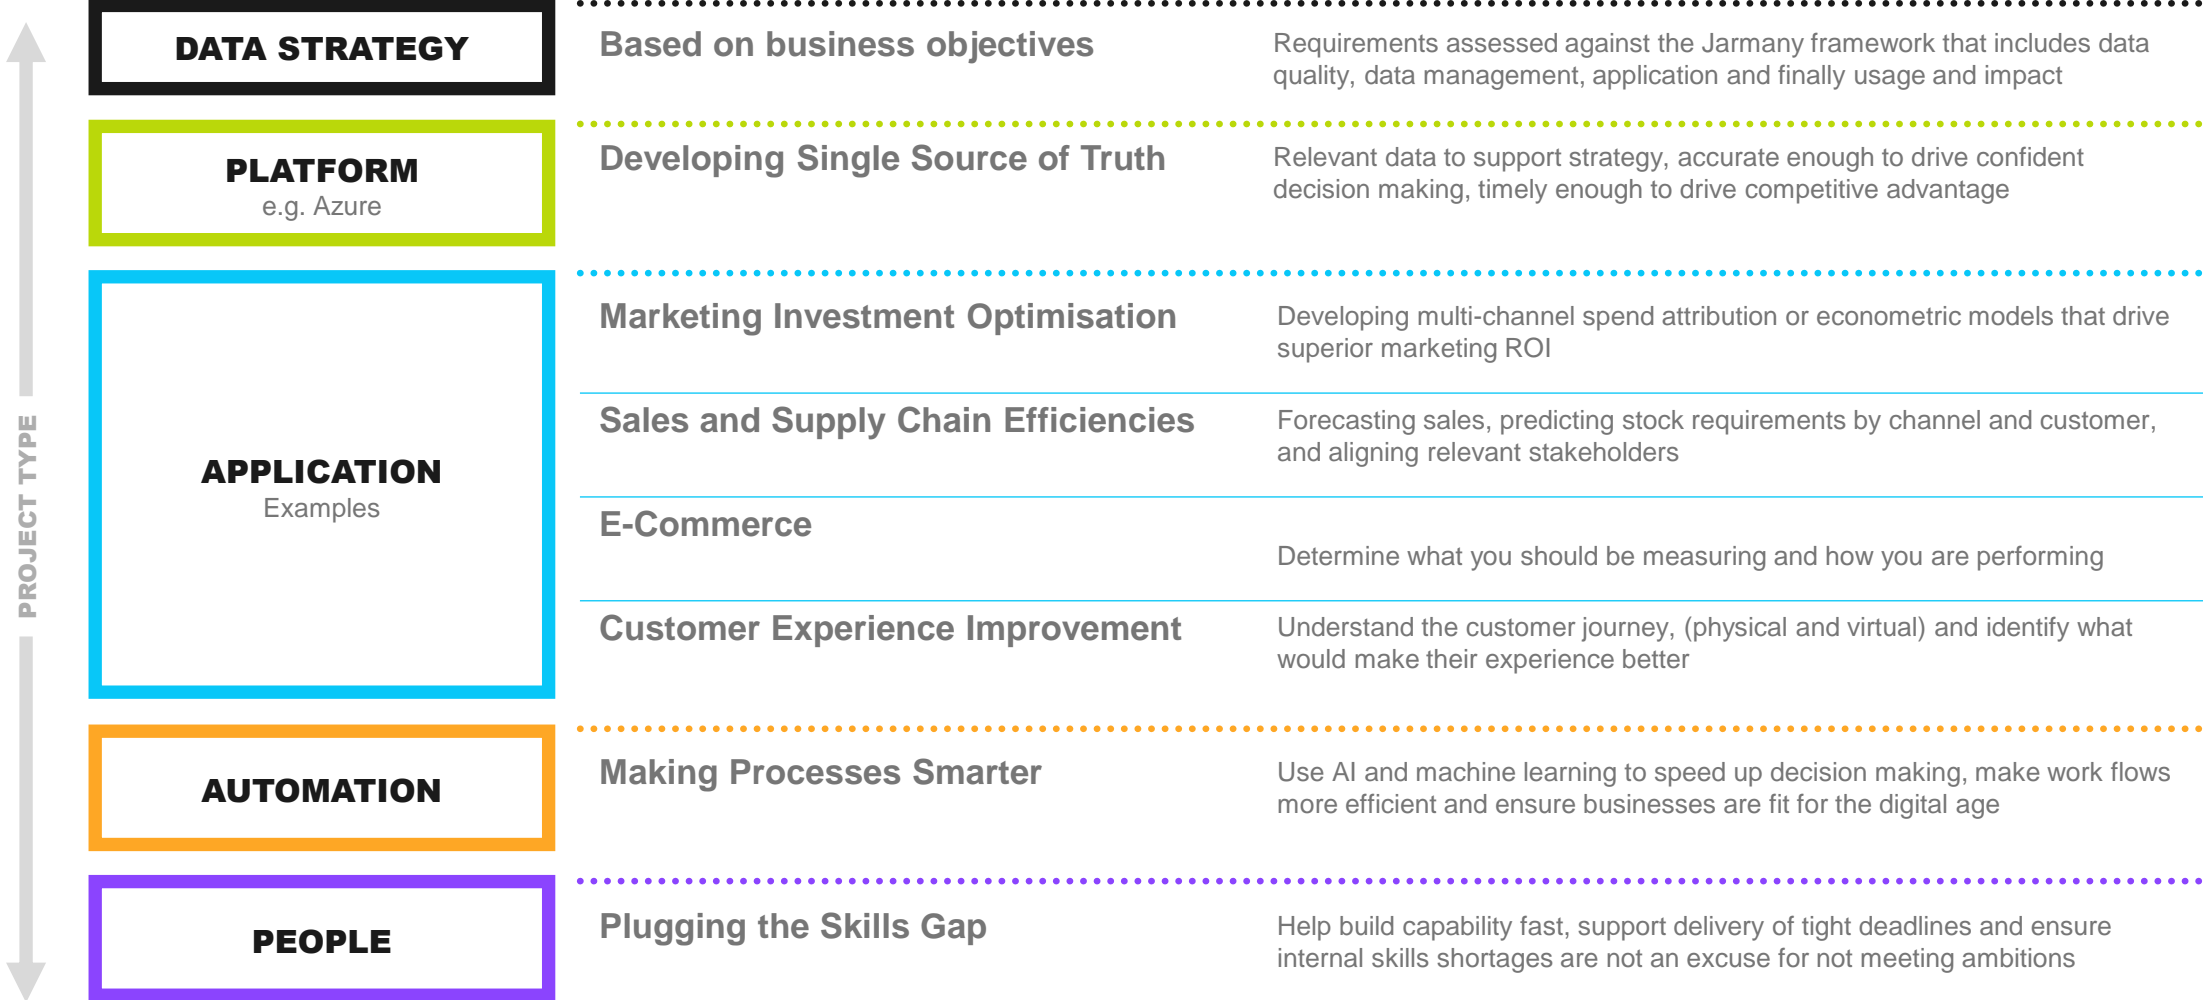 PROJECT TYPE
DATA STRATEGY
Based on business objectives
Requirements assessed against the Jarmany framework that includes data
quality, data management, application and finally usage and impact
PLATFORM
e.g. Azure
Developing Single Source of Truth
Relevant data to support strategy, accurate enough to drive confident
decision making, timely enough to drive competitive advantage
APPLICATION
Examples
Marketing Investment Optimisation
Developing multi-channel spend attribution or econometric models that drive
superior marketing ROI
Sales and Supply Chain Efficiencies
Forecasting sales, predicting stock requirements by channel and customer,
and aligning relevant stakeholders
E-Commerce
Determine what you should be measuring and how you are performing
Customer Experience Improvement
Understand the customer journey, (physical and virtual) and identify what
would make their experience better
AUTOMATION
Making Processes Smarter
Use AI and machine learning to speed up decision making, make work flows
more efficient and ensure businesses are fit for the digital age
PEOPLE
Plugging the Skills Gap
Help build capability fast, support delivery of tight deadlines and ensure
internal skills shortages are not an excuse for not meeting ambitions